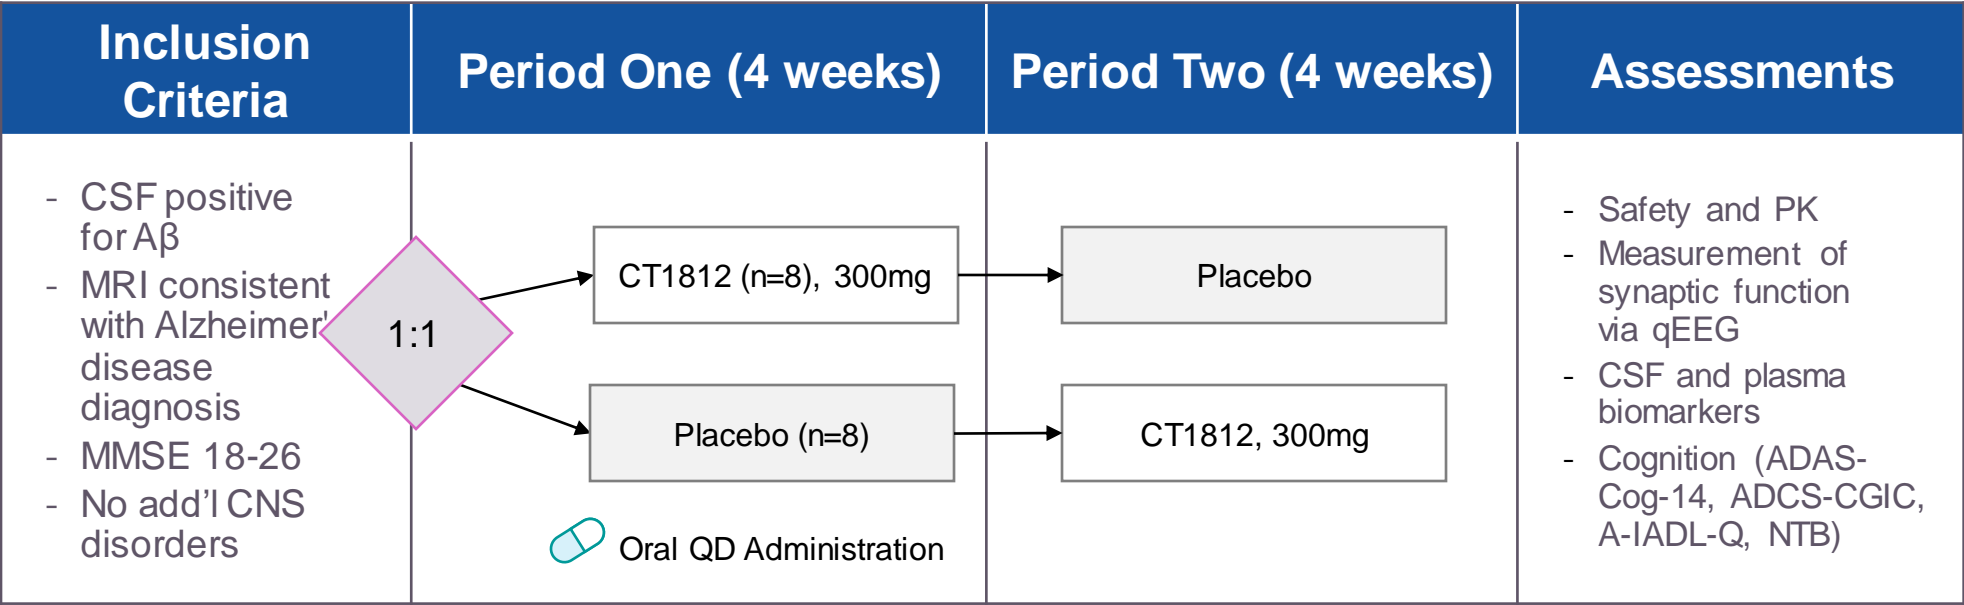 Inclusion
Criteria
Period One (4 weeks)
Period Two (4 weeks)
Assessments
- CSF positive
for Aβ
- MRI consistent
with Alzheimer'
disease
diagnosis
- MMSE 18-26
- No add’l CNS
disorders
1:1
CT1812 (n=8), 300mg
Placebo
Placebo (n=8)
CT1812, 300mg
Oral QD Administration
- Safety and PK
- Measurement of
synaptic function
via qEEG
- CSF and plasma
biomarkers
- Cognition (ADAS-
Cog-14, ADCS-CGIC,
A-IADL-Q, NTB)